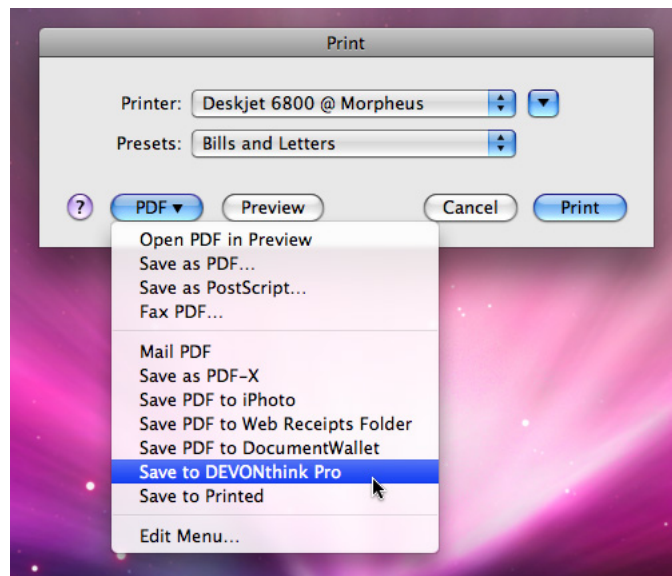 Print
Printer: Deskjet 6800 @ Morpheus
Presets: Bills and Letters
? PDF▼ Preview Cancel Print
Open PDF in Preview
Save as PDF…
Save as PostScript…
Fax PDF…
Mail PDF
Save as PDF-X
Save PDF to iPhoto
Save PDF to Web Receipts Folder
Save PDF to DocumentWallet
Save to DEVONthink Pro
Save to Printed
Edit Menu…